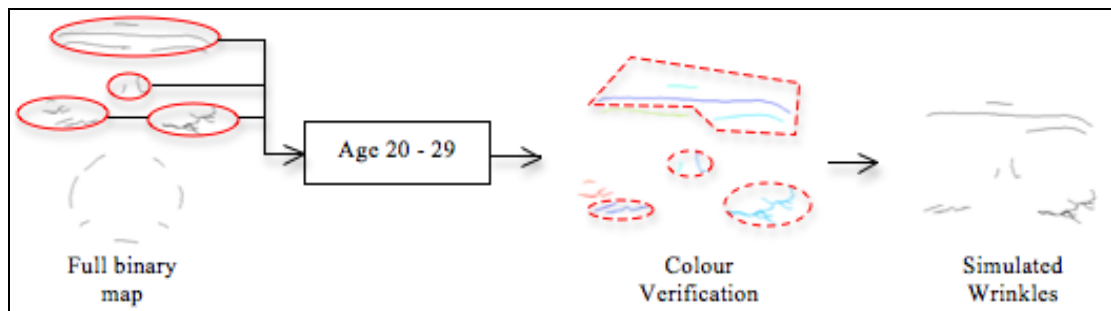 Age 20 - 29
Full binary
map
Colour
Verification
Simulated
Wrinkles